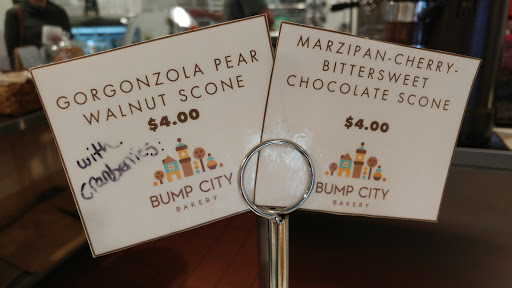 GORGONZOLA PEAR
WALNUT SCONE
$4.00
with
cranberries
BUMP CITY
BAKERY
MARZIPAN-CHERRY-
BITTERSWEET
CHOCOLATE SCONE
$4.00
BUMP CITY
BAKERY